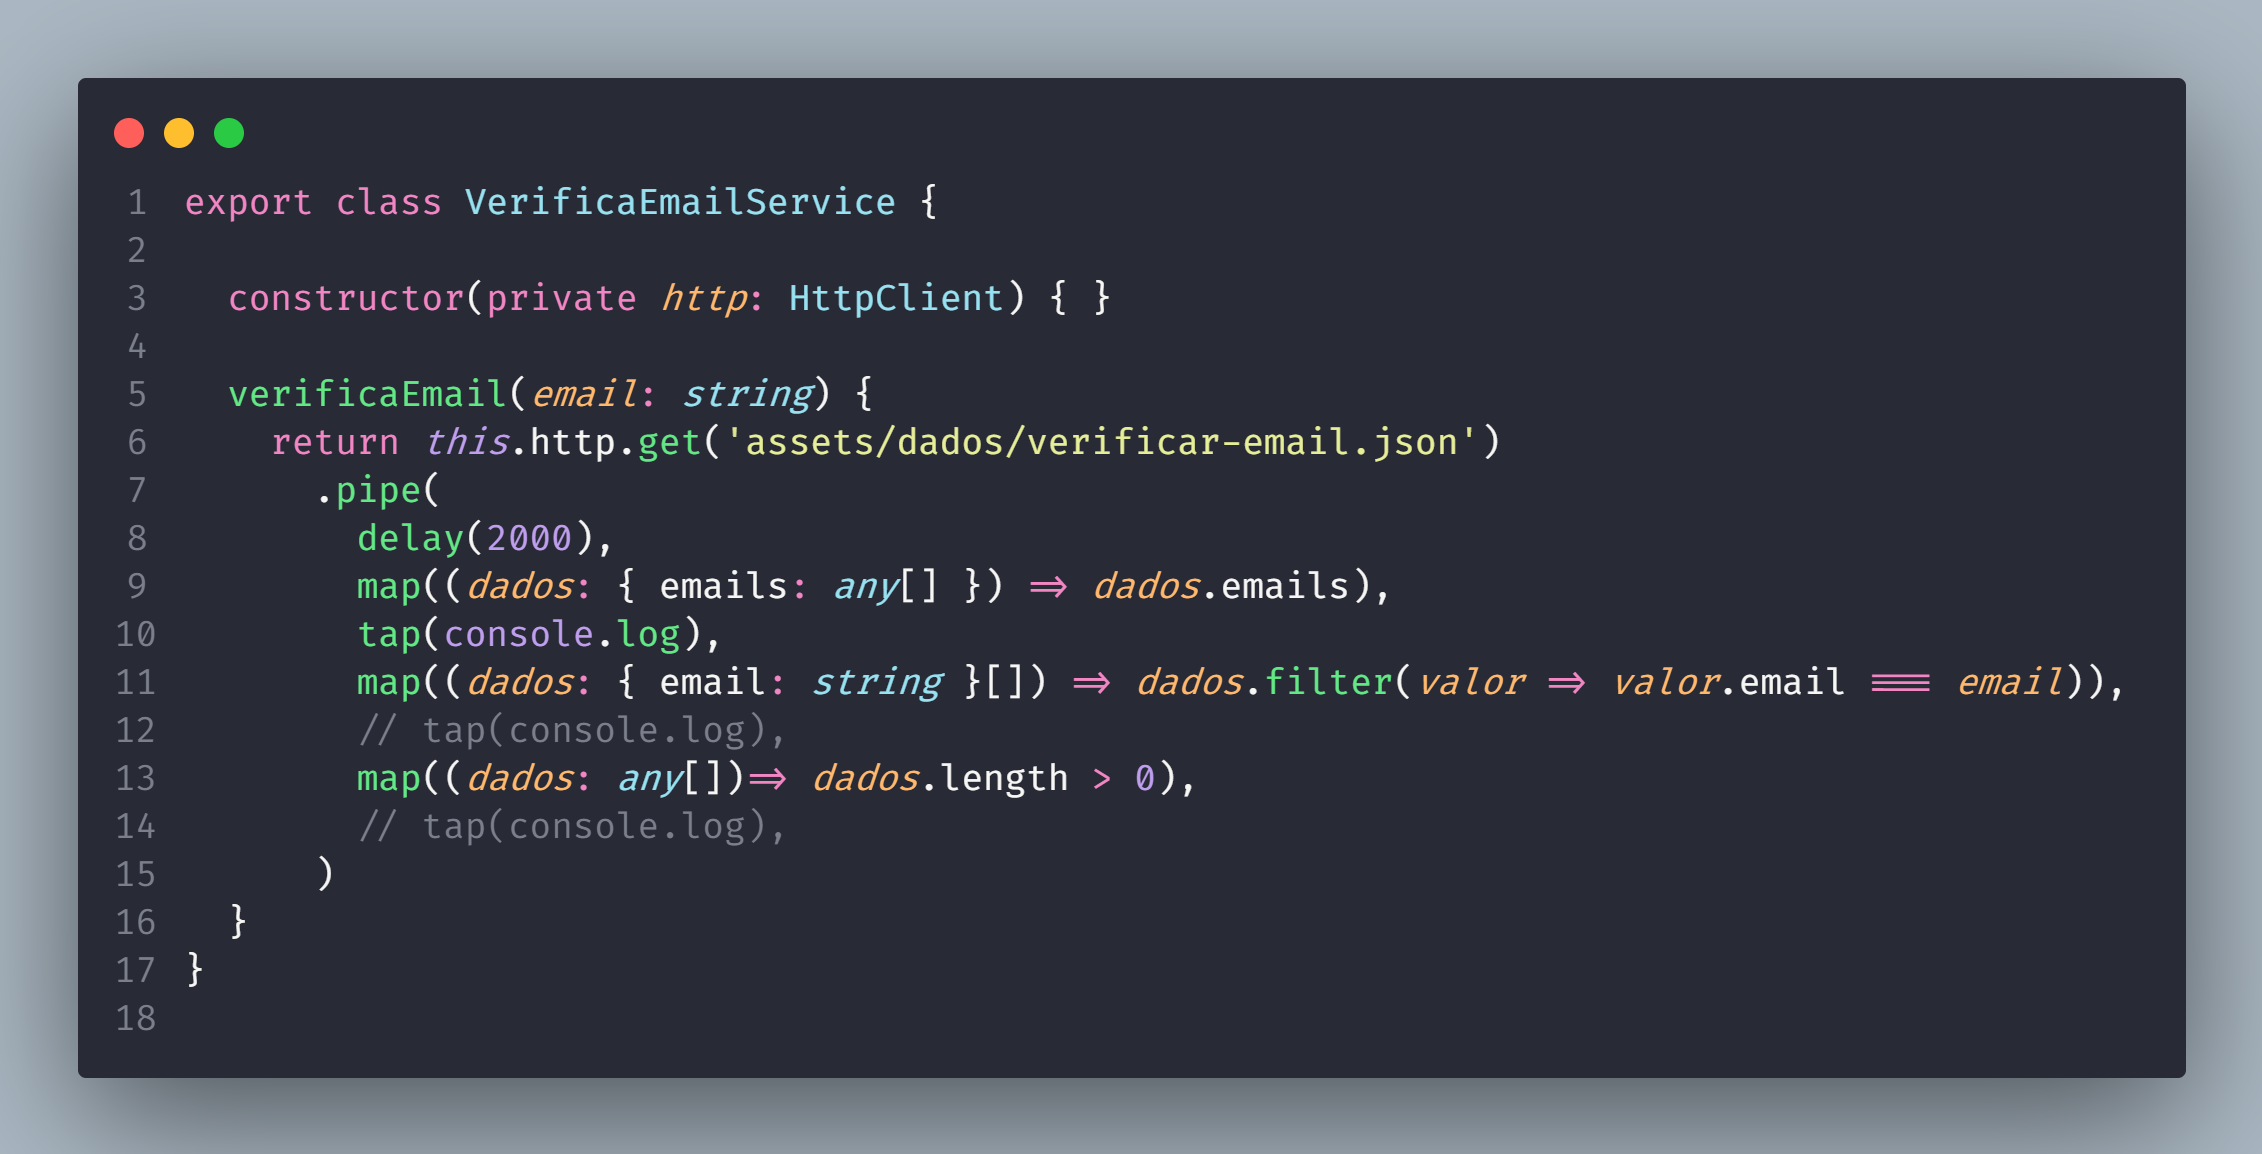 1 export class VerificaEmailService {
2
3   constructor(private http: HttpClient) { }
4
5   verificaEmail(email: string) {
6     return this.http.get('assets/dados/verificar-email.json')
7       .pipe(
8         delay(2000),
9         map((dados: { emails: any[] }) => dados.emails),
10         tap(console.log),
11         map((dados: { email: string }[]) => dados.filter(valor => valor.email === email)),
12         // tap(console.log),
13         map((dados: any[])=> dados.length > 0),
14         // tap(console.log),
15       )
16   }
17 }
18